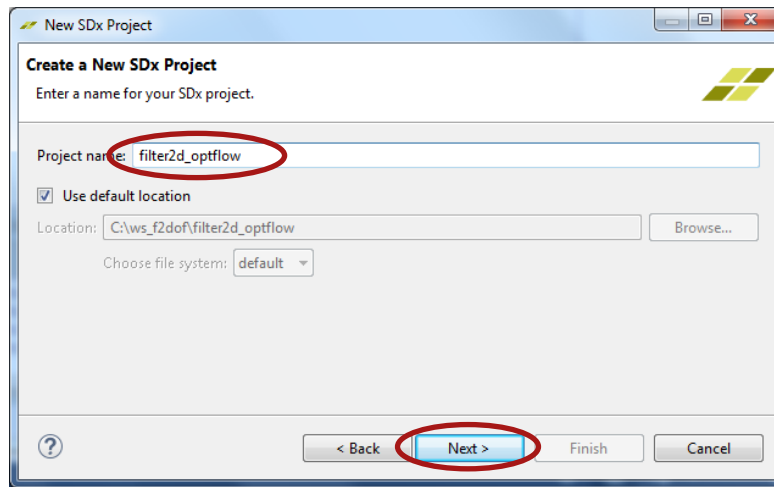 New SDx Project
Create a New SDx Project
Enter a name for your SDx project.
Project name: filter2d_optflow
Use default location
Location: C:\ws_f2dof\filter2d_optflow Browse...
Choose file system: default
? < Back Next > Finish Cancel